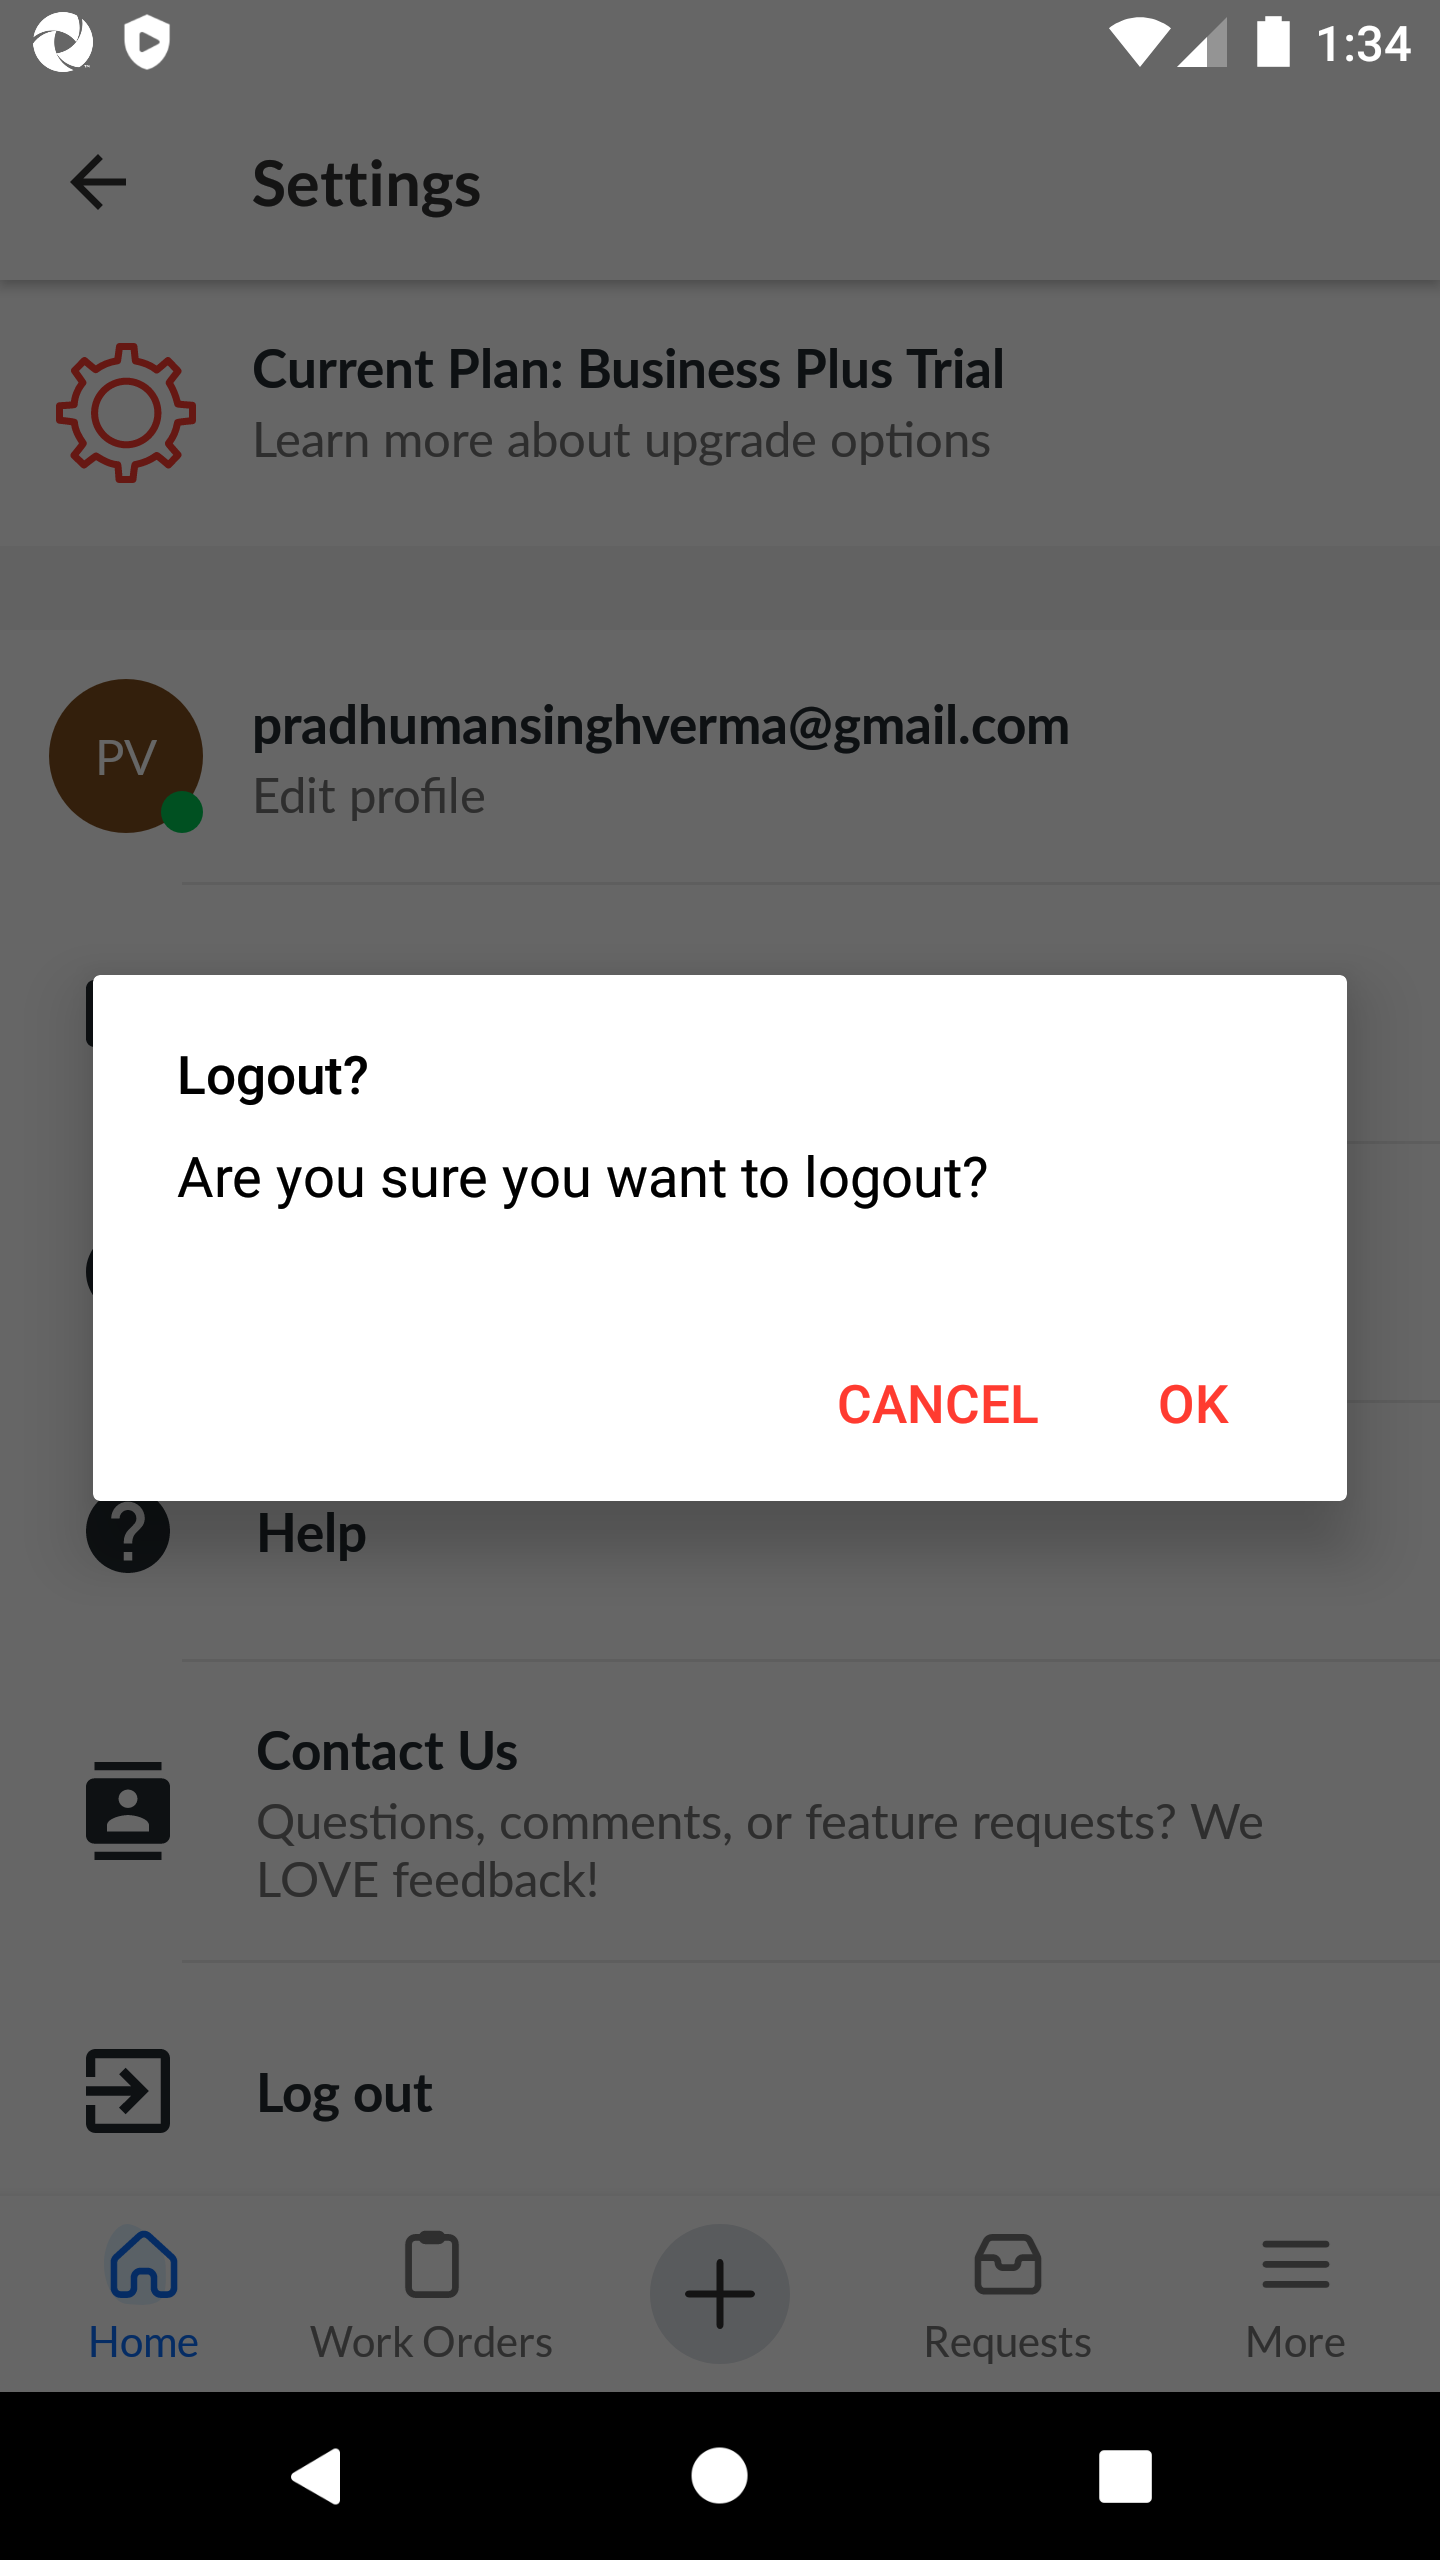 1:34
Settings
Current Plan: Business Plus Trial
Learn more about upgrade options
PV
pradhumansinghverma@gmail.com
Edit profile
Logout?
Are you sure you want to logout?
CANCEL OK
Help
Contact Us
Questions, comments, or feature requests? We
LOVE feedback!
Log out
Home Work Orders Requests More